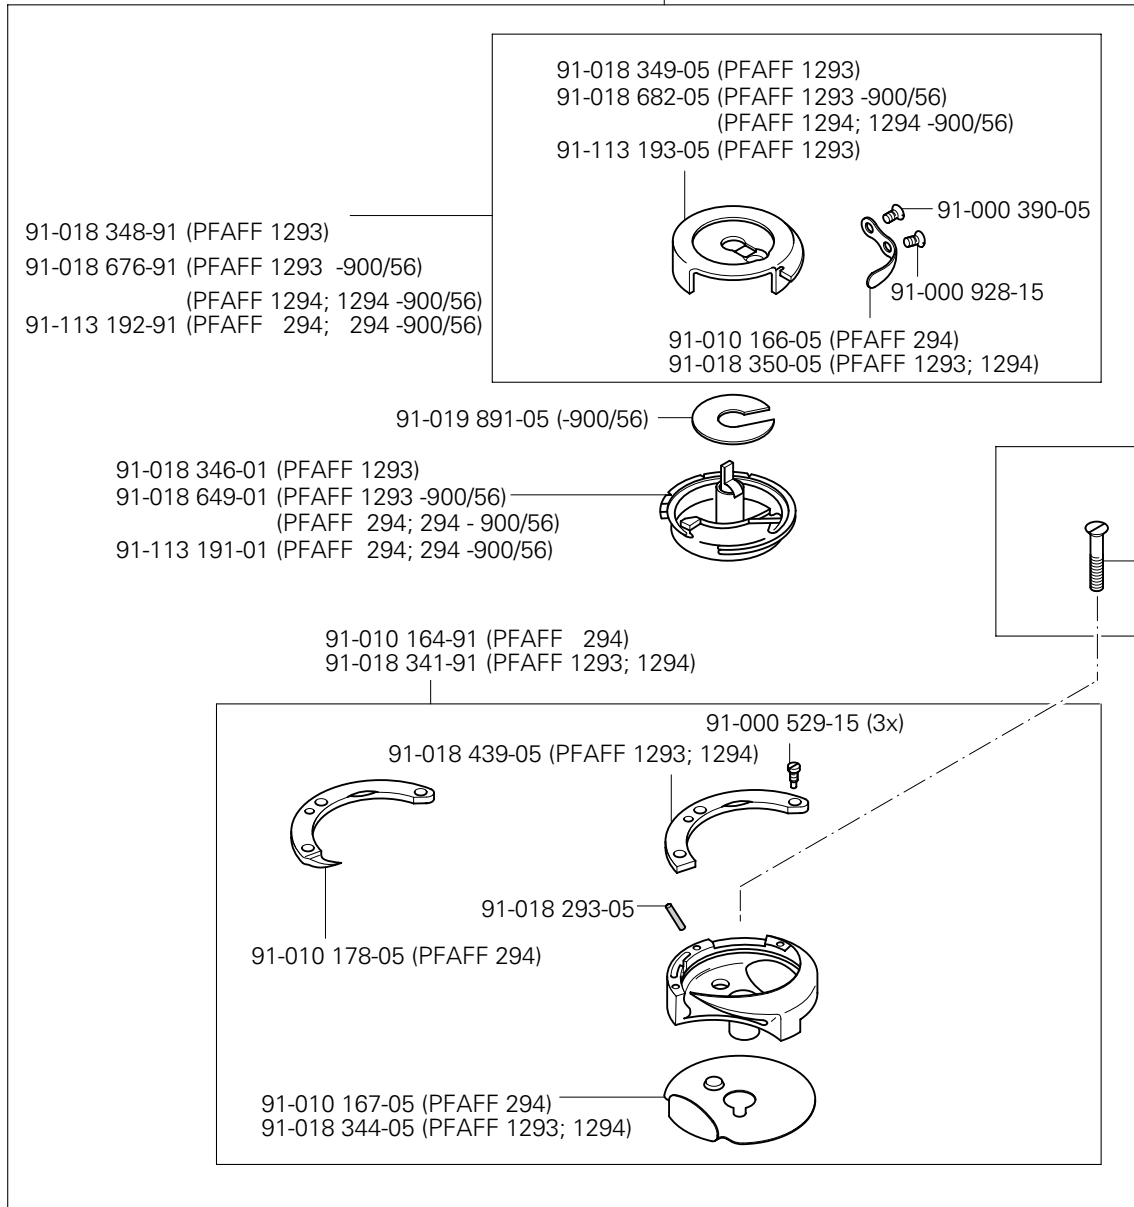 91-018 349-05 (PFAFF 1293)
91-018 682-05 (PFAFF 1293 -900/56)
(PFAFF 1294; 1294 -900/56)
91-113 193-05 (PFAFF 1293)
91-000 390-05
91-018 348-91 (PFAFF 1293)
91-018 676-91 (PFAFF 1293 -900/56)
(PFAFF 1294; 1294 -900/56)
91-113 192-91 (PFAFF 294; 294 -900/56)
91-000 928-15
91-010 166-05 (PFAFF 294)
91-018 350-05 (PFAFF 1293; 1294)
91-019 891-05 (-900/56)
91-018 346-01 (PFAFF 1293)
91-018 649-01 (PFAFF 1293 -900/56)
(PFAFF 294; 294 - 900/56)
91-113 191-01 (PFAFF 294; 294 -900/56)
91-010 164-91 (PFAFF 294)
91-018 341-91 (PFAFF 1293; 1294)
91-000 529-15 (3x)
91-018 439-05 (PFAFF 1293; 1294)
91-018 293-05
91-010 178-05 (PFAFF 294)
91-010 167-05 (PFAFF 294)
91-018 344-05 (PFAFF 1293; 1294)